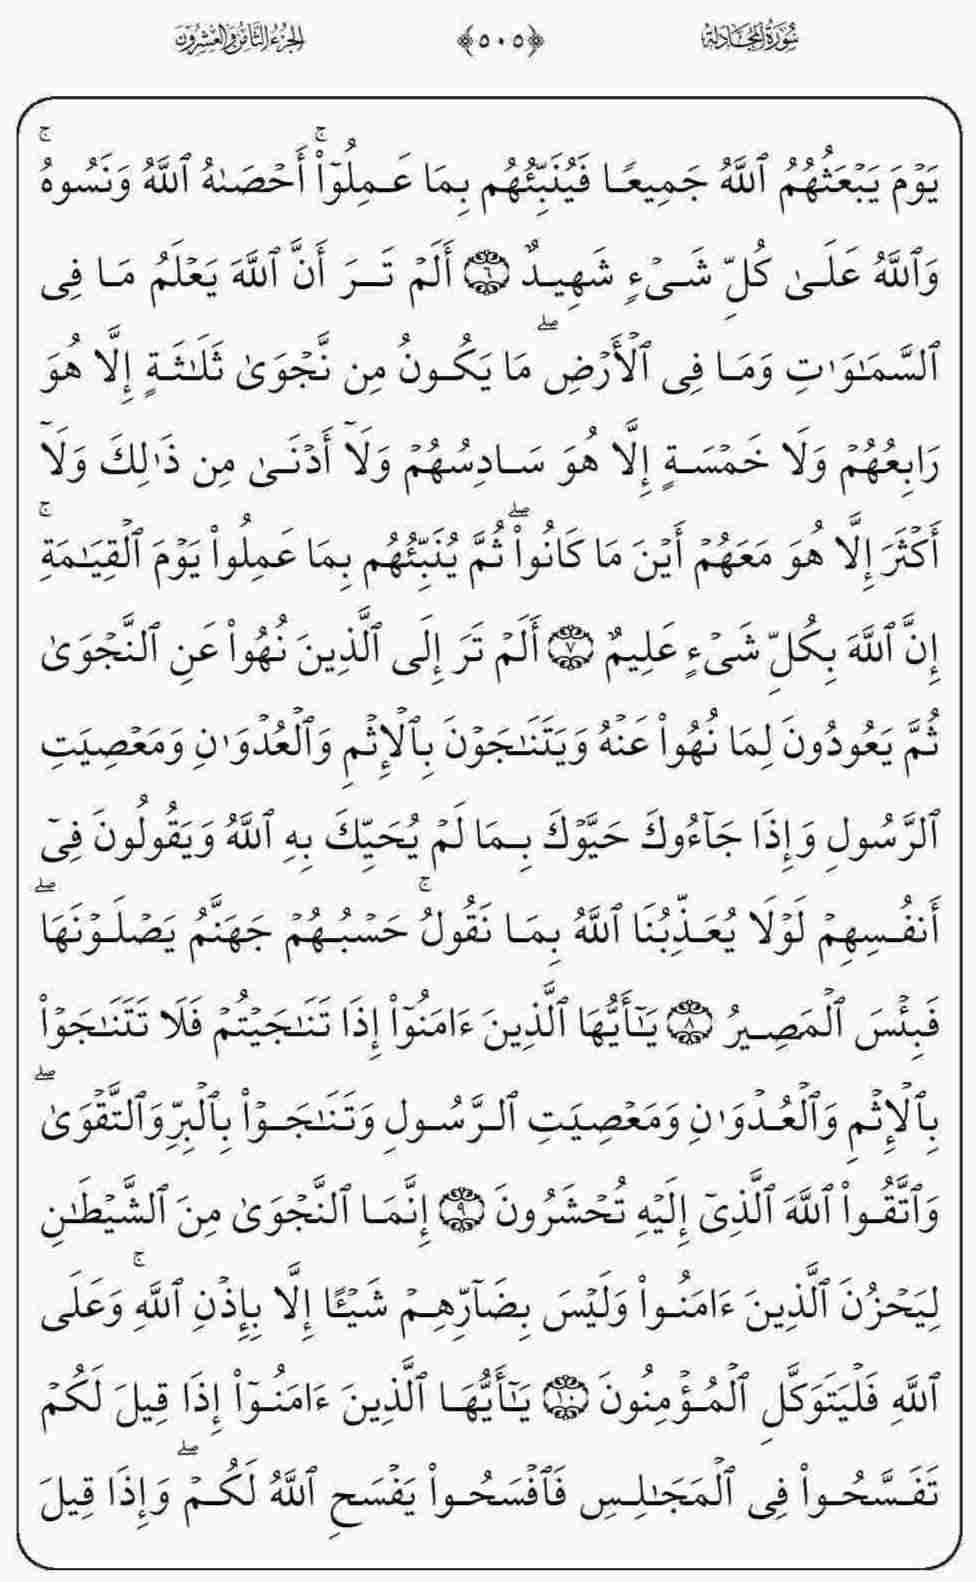 سُورَةُ المُجَادلة ﴿٥٠٥﴾ الجزءُ الثَّامنُ وَالعِشرُون
يَوْمَ يَبْعَثُهُمُ ٱللَّهُ جَمِيعًا فَيُنَبِّئُهُم بِمَا عَمِلُوٓا۟ۚ أَحْصَىٰهُ ٱللَّهُ وَنَسُوهُۚ
وَٱللَّهُ عَلَىٰ كُلِّ شَىْءٍ شَهِيدٌ ٦ أَلَمْ تَرَ أَنَّ ٱللَّهَ يَعْلَمُ مَا فِى
ٱلسَّمَـٰوَٰتِ وَمَا فِى ٱلْأَرْضِۖ مَا يَكُونُ مِن نَّجْوَىٰ ثَلَـٰثَةٍ إِلَّا هُوَ
رَابِعُهُمْ وَلَا خَمْسَةٍ إِلَّا هُوَ سَادِسُهُمْ وَلَآ أَدْنَىٰ مِن ذَٰلِكَ وَلَآ
أَكْثَرَ إِلَّا هُوَ مَعَهُمْ أَيْنَ مَا كَانُوا۟ۖ ثُمَّ يُنَبِّئُهُم بِمَا عَمِلُوا۟ يَوْمَ ٱلْقِيَـٰمَةِۚ
إِنَّ ٱللَّهَ بِكُلِّ شَىْءٍ عَلِيمٌ ٧ أَلَمْ تَرَ إِلَى ٱلَّذِينَ نُهُوا۟ عَنِ ٱلنَّجْوَىٰ
ثُمَّ يَعُودُونَ لِمَا نُهُوا۟ عَنْهُ وَيَتَنَـٰجَوْنَ بِٱلْإِثْمِ وَٱلْعُدْوَٰنِ وَمَعْصِيَتِ
ٱلرَّسُولِ وَإِذَا جَآءُوكَ حَيَّوْكَ بِمَا لَمْ يُحَيِّكَ بِهِ ٱللَّهُ وَيَقُولُونَ فِىٓ
أَنفُسِهِمْ لَوْلَا يُعَذِّبُنَا ٱللَّهُ بِمَا نَقُولُۚ حَسْبُهُمْ جَهَنَّمُ يَصْلَوْنَهَاۖ
فَبِئْسَ ٱلْمَصِيرُ ٨ يَـٰٓأَيُّهَا ٱلَّذِينَ ءَامَنُوٓا۟ إِذَا تَنَـٰجَيْتُمْ فَلَا تَتَنَـٰجَوْا۟
بِٱلْإِثْمِ وَٱلْعُدْوَٰنِ وَمَعْصِيَتِ ٱلرَّسُولِ وَتَنَـٰجَوْا۟ بِٱلْبِرِّ وَٱلتَّقْوَىٰۖ
وَٱتَّقُوا۟ ٱللَّهَ ٱلَّذِىٓ إِلَيْهِ تُحْشَرُونَ ٩ إِنَّمَا ٱلنَّجْوَىٰ مِنَ ٱلشَّيْطَـٰنِ
لِيَحْزُنَ ٱلَّذِينَ ءَامَنُوا۟ وَلَيْسَ بِضَآرِّهِمْ شَيْـًٔا إِلَّا بِإِذْنِ ٱللَّهِۚ وَعَلَى
ٱللَّهِ فَلْيَتَوَكَّلِ ٱلْمُؤْمِنُونَ ١٠ يَـٰٓأَيُّهَا ٱلَّذِينَ ءَامَنُوٓا۟ إِذَا قِيلَ لَكُمْ
تَفَسَّحُوا۟ فِى ٱلْمَجَـٰلِسِ فَٱفْسَحُوا۟ يَفْسَحِ ٱللَّهُ لَكُمْۖ وَإِذَا قِيلَ